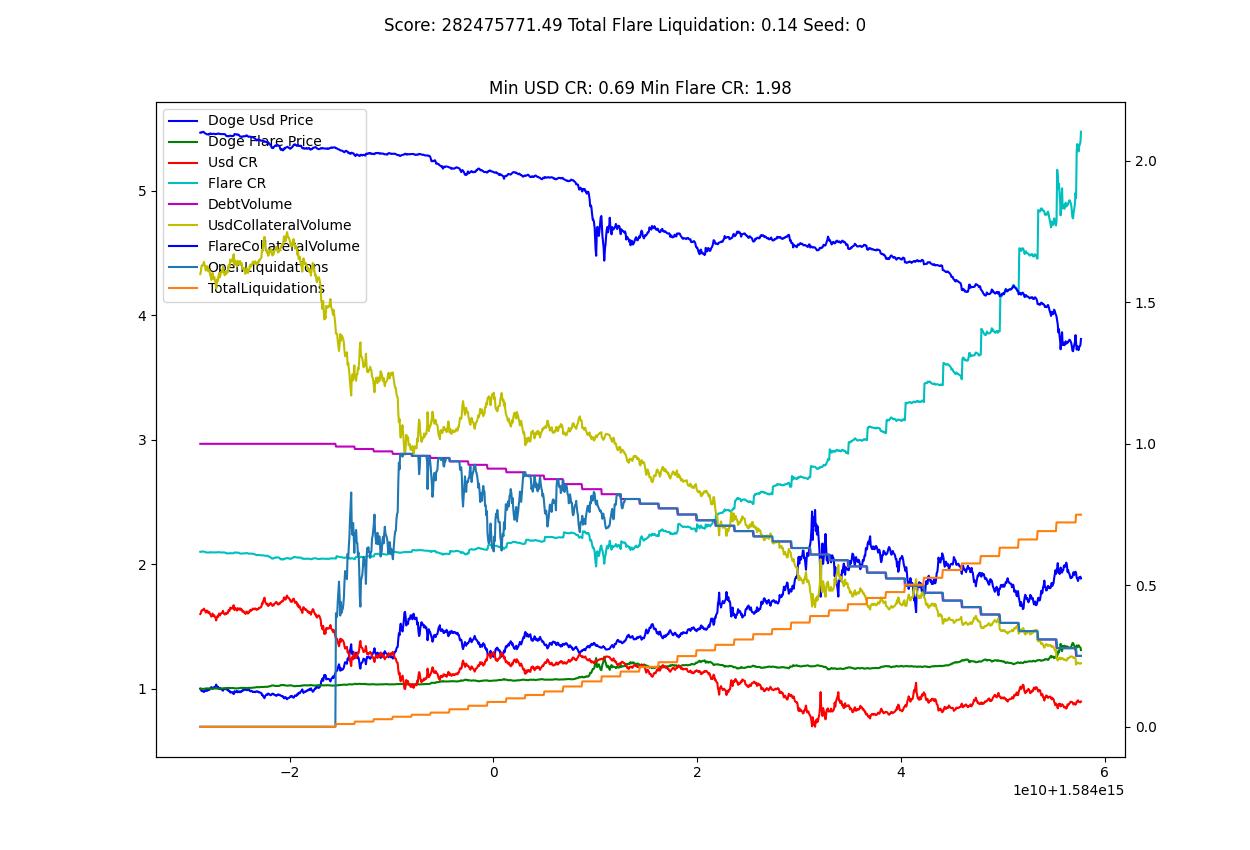 Score: 282475771.49 Total Flare Liquidation: 0.14 Seed: 0
Min USD CR: 0.69 Min Flare CR: 1.98
Doge Usd Price
Doge Flare Price
Usd CR
Flare CR
DebtVolume
UsdCollateralVolume
FlareCollateralVolume
OpenLiquidations
TotalLiquidations
5
4
3
2
1
2.0
1.5
1.0
0.5
0.0
−2
0
2
4
6
1e10+1.584e15